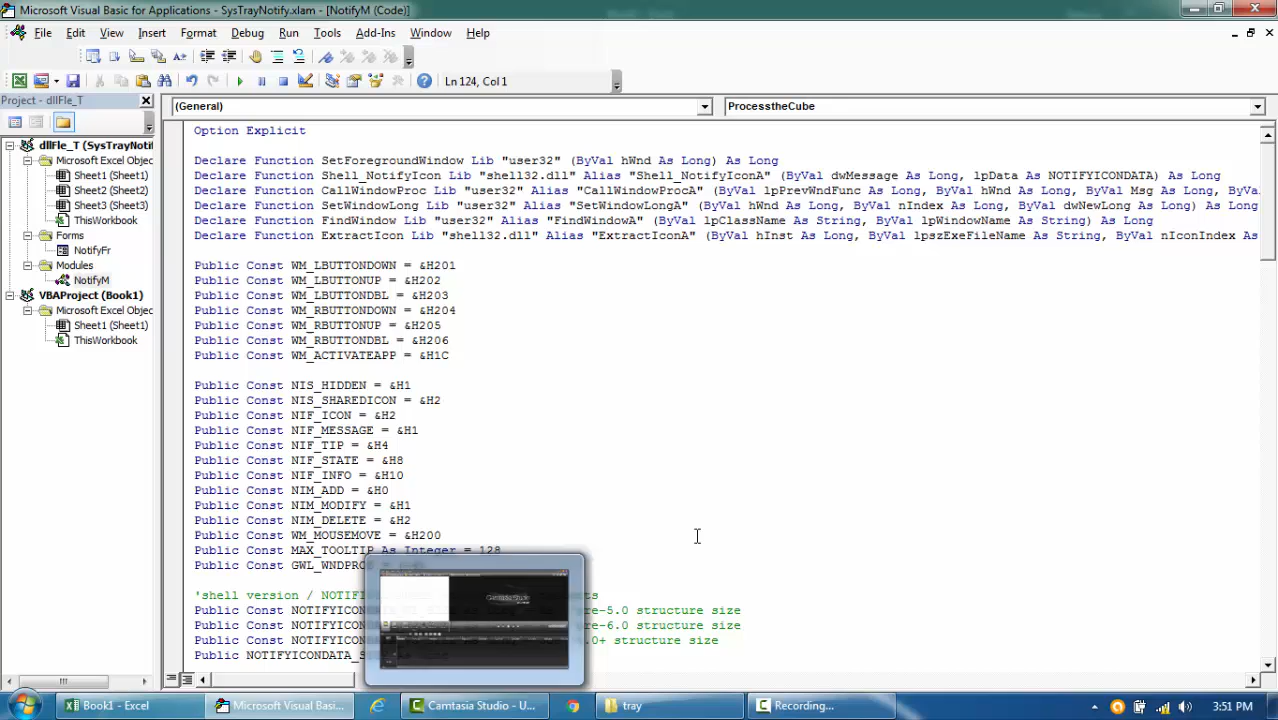 Microsoft Visual Basic for Applications - SysTrayNotify.xlam - [NotifyM (Code)]
File Edit View Insert Format Debug Run Tools Add-Ins Window Help
Ln 124, Col 1
Project - dllFle_T
(General) ProcesstheCube
dllFle_T (SysTrayNotif
Microsoft Excel Objec
Sheet1 (Sheet1)
Sheet2 (Sheet2)
Sheet3 (Sheet3)
ThisWorkbook
Forms
NotifyFr
Modules
NotifyM
VBAProject (Book1)
Microsoft Excel Objec
Sheet1 (Sheet1)
ThisWorkbook
Option Explicit
Declare Function SetForegroundWindow Lib "user32" (ByVal hWnd As Long) As Long
Declare Function Shell_NotifyIcon Lib "shell32.dll" Alias "Shell_NotifyIconA" (ByVal dwMessage As Long, lpData As NOTIFYICONDATA) As Long
Declare Function CallWindowProc Lib "user32" Alias "CallWindowProcA" (ByVal lpPrevWndFunc As Long, ByVal hWnd As Long, ByVal Msg As Long, ByVa
Declare Function SetWindowLong Lib "user32" Alias "SetWindowLongA" (ByVal hWnd As Long, ByVal nIndex As Long, ByVal dwNewLong As Long) As Long
Declare Function FindWindow Lib "user32" Alias "FindWindowA" (ByVal lpClassName As String, ByVal lpWindowName As String) As Long
Declare Function ExtractIcon Lib "shell32.dll" Alias "ExtractIconA" (ByVal hInst As Long, ByVal lpszExeFileName As String, ByVal nIconIndex As
Public Const WM_LBUTTONDOWN = &H201
Public Const WM_LBUTTONUP = &H202
Public Const WM_LBUTTONDBL = &H203
Public Const WM_RBUTTONDOWN = &H204
Public Const WM_RBUTTONUP = &H205
Public Const WM_RBUTTONDBL = &H206
Public Const WM_ACTIVATEAPP = &H1C
Public Const NIS_HIDDEN = &H1
Public Const NIS_SHAREDICON = &H2
Public Const NIF_ICON = &H2
Public Const NIF_MESSAGE = &H1
Public Const NIF_TIP = &H4
Public Const NIF_STATE = &H8
Public Const NIF_INFO = &H10
Public Const NIM_ADD = &H0
Public Const NIM_MODIFY = &H1
Public Const NIM_DELETE = &H2
Public Const WM_MOUSEMOVE = &H200
Public Const MAX_TOOLTIP As Integer = 128
Public Const GWL_WNDPROC
'shell version / NOTIFI
Public Const NOTIFYICON 'pre-5.0 structure size
Public Const NOTIFYICON 'pre-6.0 structure size
Public Const NOTIFYICON .0+ structure size
Public NOTIFYICONDATA_S
Camtasia Studio
Book1 - Excel Microsoft Visual Basi... Camtasia Studio - U... tray Recording... 3:51 PM